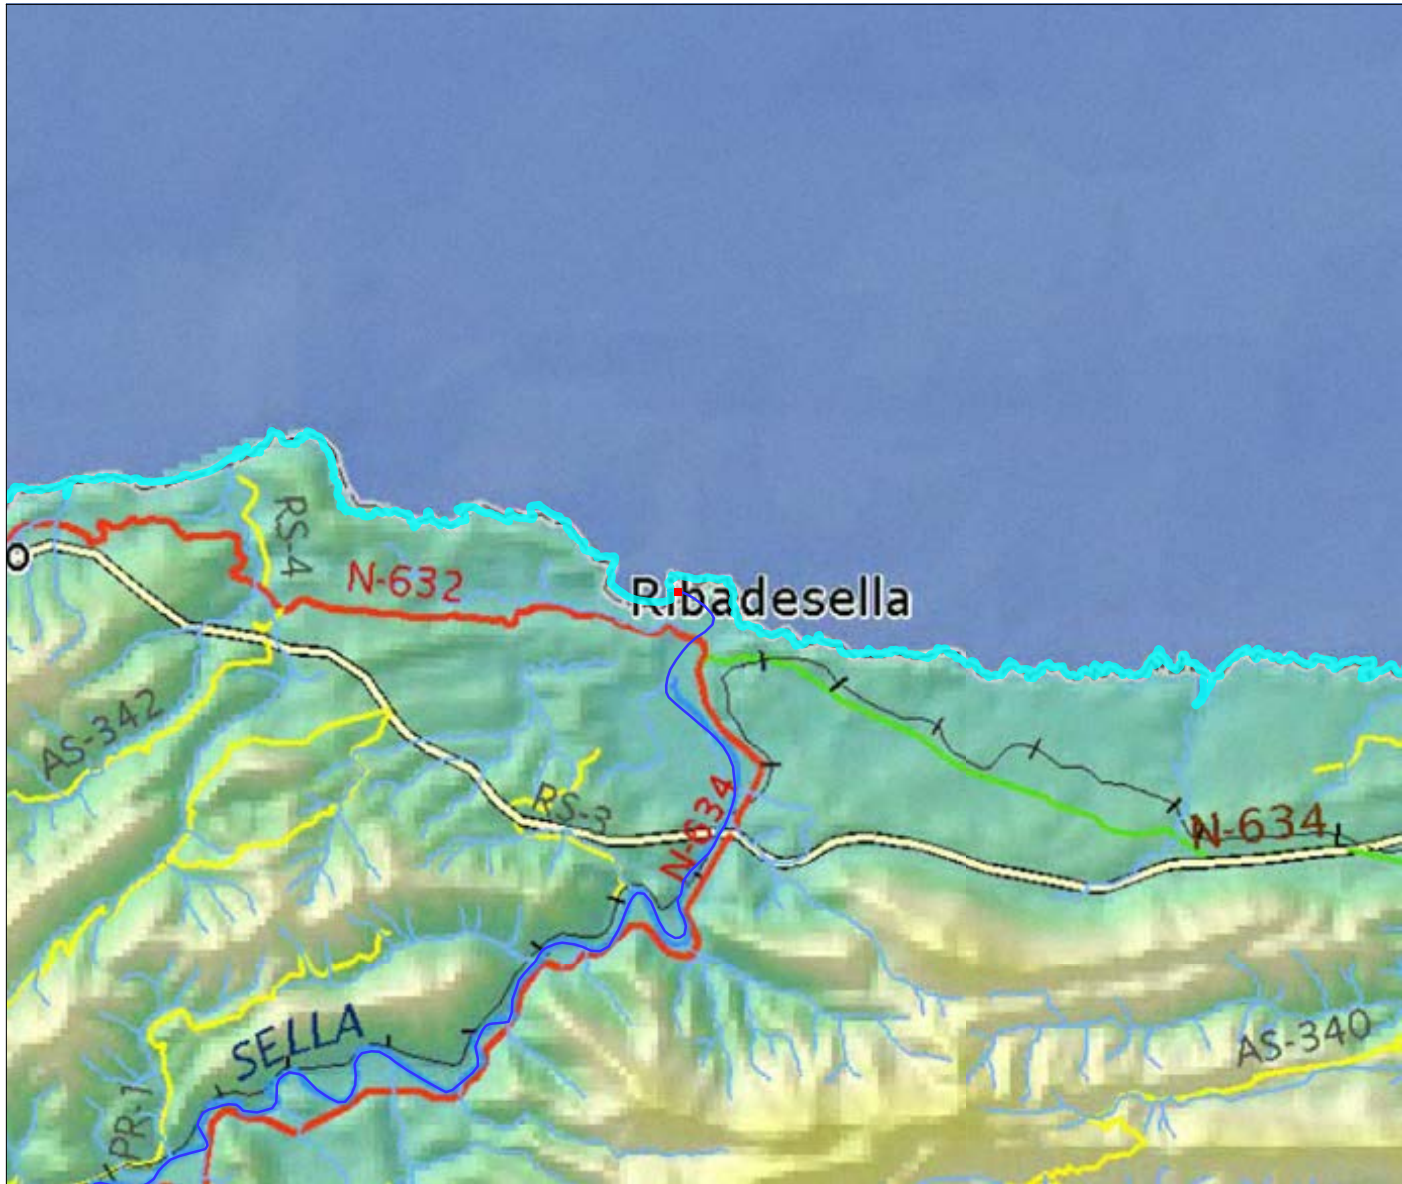 RS-4
o
N-632
Ribadesella
AS-342
RS-3
N-634
N-634
SELLA
AS-340
PR-1